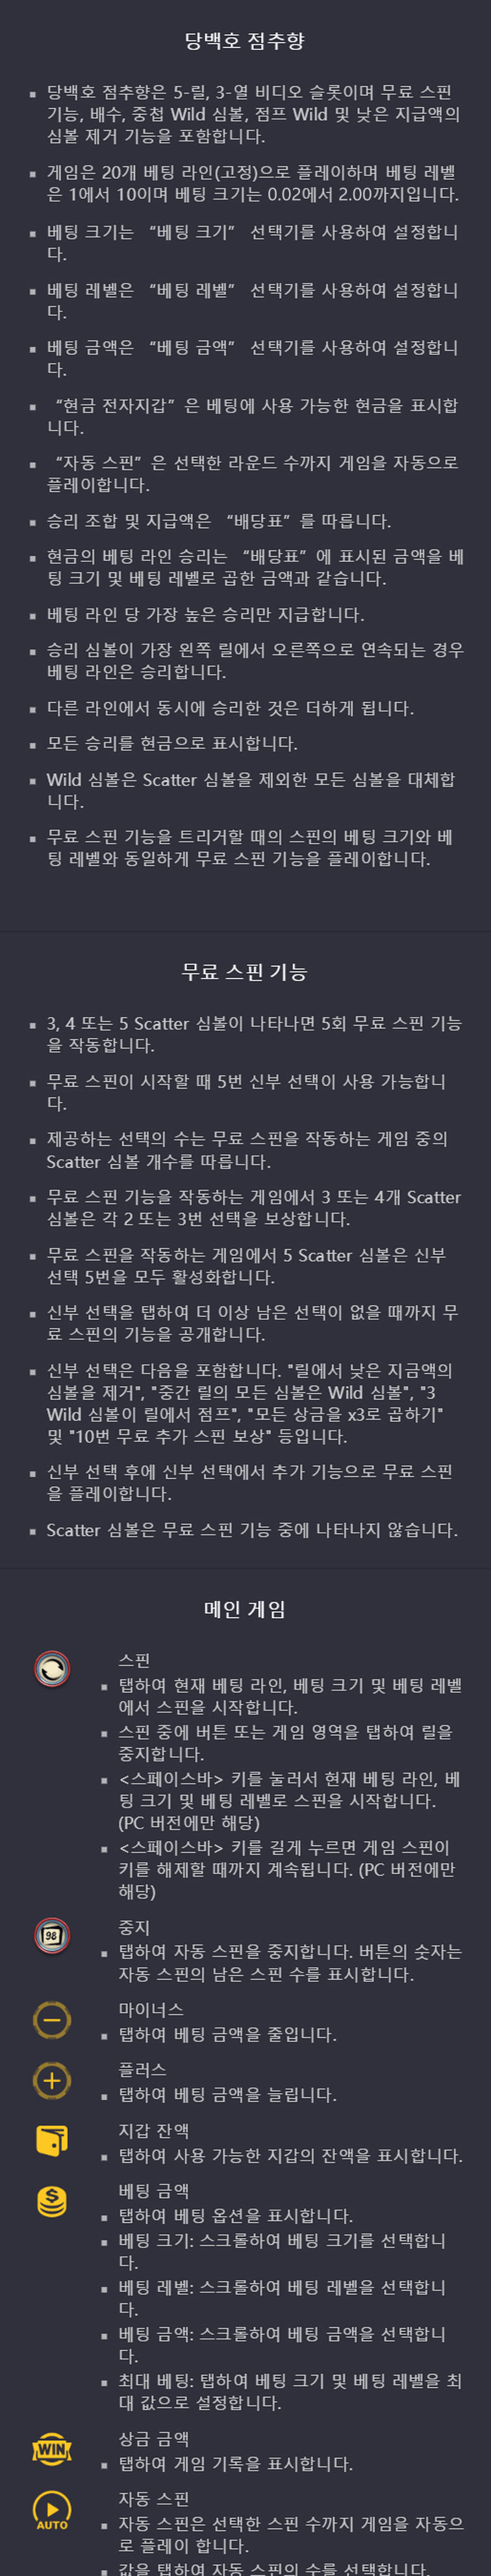 당백호 점추향
당백호 점추향은 5-릴, 3-열 비디오 슬롯이며 무료 스핀
기능, 배수, 중첩 Wild 심볼, 점프 Wild 및 낮은 지급액의
심볼 제거 기능을 포함합니다.
게임은 20개 베팅 라인(고정)으로 플레이하며 베팅 레벨
은 1에서 10이며 베팅 크기는 0.02에서 2.00까지입니다.
베팅 크기는 “베팅 크기” 선택기를 사용하여 설정합니
다.
베팅 레벨은 “베팅 레벨” 선택기를 사용하여 설정합니
다.
베팅 금액은 “베팅 금액” 선택기를 사용하여 설정합니
다.
“현금 전자지갑” 은 베팅에 사용 가능한 현금을 표시합
니다.
“자동 스핀” 은 선택한 라운드 수까지 게임을 자동으로
플레이합니다.
승리 조합 및 지급액은 “배당표” 를 따릅니다.
현금의 베팅 라인 승리는 “배당표” 에 표시된 금액을 베
팅 크기 및 베팅 레벨로 곱한 금액과 같습니다.
베팅 라인 당 가장 높은 승리만 지급합니다.
승리 심볼이 가장 왼쪽 릴에서 오른쪽으로 연속되는 경우
베팅 라인은 승리합니다.
다른 라인에서 동시에 승리한 것은 더하게 됩니다.
모든 승리를 현금으로 표시합니다.
Wild 심볼은 Scatter 심볼을 제외한 모든 심볼을 대체합
니다.
무료 스핀 기능을 트리거할 때의 스핀의 베팅 크기와 베
팅 레벨와 동일하게 무료 스핀 기능을 플레이합니다.
무료 스핀 기능
3, 4 또는 5 Scatter 심볼이 나타나면 5회 무료 스핀 기능
을 작동합니다.
무료 스핀이 시작할 때 5번 신부 선택이 사용 가능합니
다.
제공하는 선택의 수는 무료 스핀을 작동하는 게임 중의
Scatter 심볼 개수를 따릅니다.
무료 스핀 기능을 작동하는 게임에서 3 또는 4개 Scatter
심볼은 각 2 또는 3번 선택을 보상합니다.
무료 스핀을 작동하는 게임에서 5 Scatter 심볼은 신부
선택 5번을 모두 활성화합니다.
신부 선택을 탭하여 더 이상 남은 선택이 없을 때까지 무
료 스핀의 기능을 공개합니다.
신부 선택은 다음을 포함합니다. "릴에서 낮은 지금액의
심볼을 제거", "중간 릴의 모든 심볼은 Wild 심볼", "3
Wild 심볼이 릴에서 점프", "모든 상금을 x3로 곱하기"
및 "10번 무료 추가 스핀 보상" 등입니다.
신부 선택 후에 신부 선택에서 추가 기능으로 무료 스핀
을 플레이합니다.
Scatter 심볼은 무료 스핀 기능 중에 나타나지 않습니다.
메인 게임
스핀
탭하여 현재 베팅 라인, 베팅 크기 및 베팅 레벨
에서 스핀을 시작합니다.
스핀 중에 버튼 또는 게임 영역을 탭하여 릴을
중지합니다.
<스페이스바> 키를 눌러서 현재 베팅 라인, 베
팅 크기 및 베팅 레벨로 스핀을 시작합니다.
(PC 버전에만 해당)
<스페이스바> 키를 길게 누르면 게임 스핀이
키를 해제할 때까지 계속됩니다. (PC 버전에만
해당)
98
중지
탭하여 자동 스핀을 중지합니다. 버튼의 숫자는
자동 스핀의 남은 스핀 수를 표시합니다.
마이너스
탭하여 베팅 금액을 줄입니다.
플러스
탭하여 베팅 금액을 늘립니다.
지갑 잔액
탭하여 사용 가능한 지갑의 잔액을 표시합니다.
베팅 금액
탭하여 베팅 옵션을 표시합니다.
베팅 크기: 스크롤하여 베팅 크기를 선택합니
다.
베팅 레벨: 스크롤하여 베팅 레벨을 선택합니
다.
베팅 금액: 스크롤하여 베팅 금액을 선택합니
다.
최대 베팅: 탭하여 베팅 크기 및 베팅 레벨을 최
대 값으로 설정합니다.
WIN
상금 금액
탭하여 게임 기록을 표시합니다.
AUTO
자동 스핀
자동 스핀은 선택한 스핀 수까지 게임을 자동으
로 플레이 합니다.
값을 탭하여 자동 스핀의 수를 선택합니다.